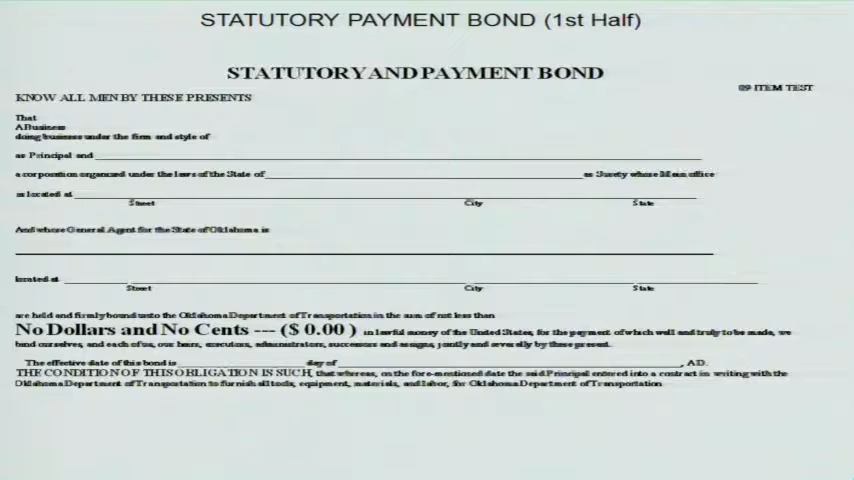 STATUTORY PAYMENT BOND (1st Half)
STATUTORY AND PAYMENT BOND
09 ITEM TEST
KNOW ALL MEN BY THESE PRESENTS
That
A Business
doing business under the firm and style of
as Principal and
a corporation organized under the laws of the State of as Surety whose Main office
is located at
Street City State
And whose General Agent for the State of Oklahoma is
located at
Street City State
are held and firmly bound unto the Oklahoma Department of Transportation in the sum of not less than
No Dollars and No Cents --- ($ 0.00 ) in lawful money of the United States, for the payment of which well and truly to be made, we
bind ourselves, and each of us, our heirs, executors, administrators, successors and assigns, jointly and severally by these present.
The effective date of this bond is day of , A.D.
THE CONDITION OF THIS OBLIGATION IS SUCH, that whereas, on the fore-mentioned date the said Principal entered into a contract in writing with the
Oklahoma Department of Transportation to furnish all tools, equipment, materials, and labor, for Oklahoma Department of Transportation